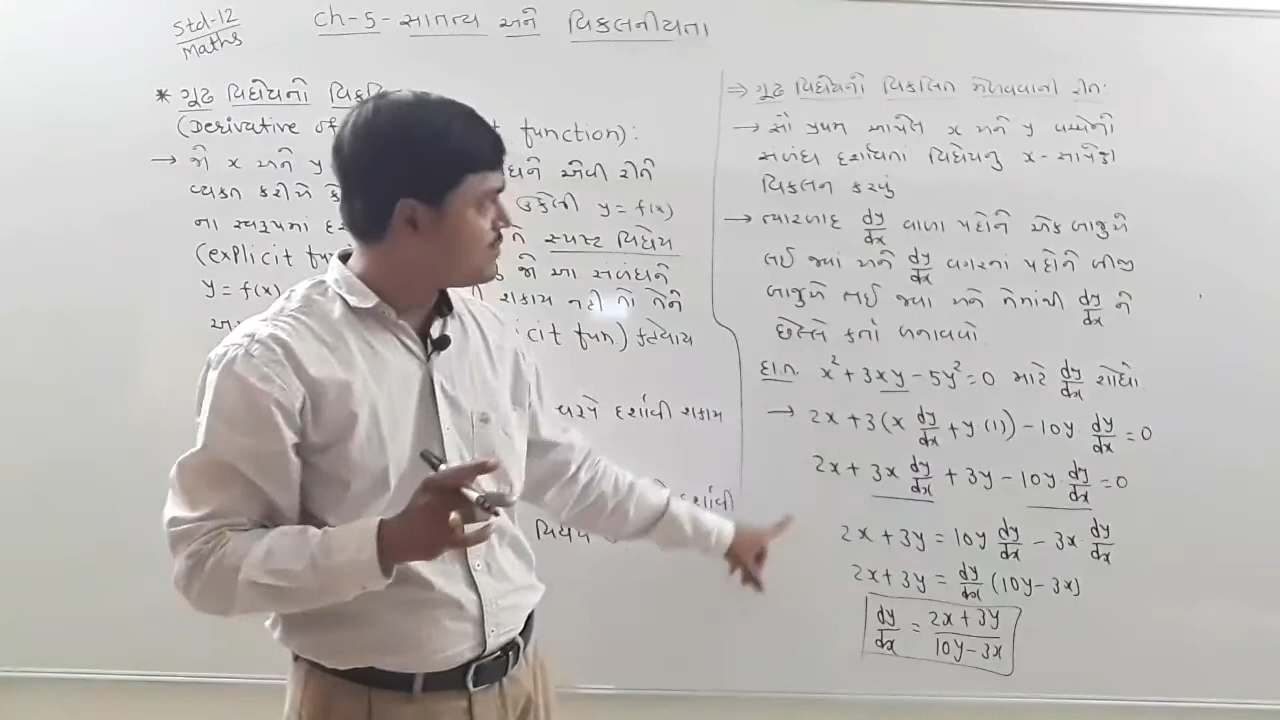 Std-12
Maths
ch-5-સાતત્ય અને વિકલનીયતા
* ગૂઢ વિધેયનો
(Derivative of function):
→ જો x અને y ને એવી રીતે
વ્યક્ત કરીએ ઉકેલી y = f(x)
ના સ્વરૂપમાં સ્પષ્ટ વિધેય
(explicit જો આ સંબંધને
y = f(x) શકાય નહી તો તેને
fun.) કહેવાય
દર્શાવી શકાય
દર્શાવી
વિધેય
⇒ ગૂઢ વિધેયનો વિકલિત મેળવવાની રીત:
→ સૌ પ્રથમ આપેલ x અને y વચ્ચેનો
સંબંધ દર્શાવતાં વિધેયનુ x-સાપેક્ષ
વિકલન કરવું
→ ત્યારબાદ dy/dx વાળા પદોને એક બાજુએ
લઈ જવાં અને dy/dx વગરનાં પદોને બીજી
બાજુએ લઈ જવા અને તેમાંથી dy/dx ને
છેલ્લે કર્તા બનાવવો
દા.ત. x² + 3xy - 5y² = 0 માટે dy/dx શોધો.
→ 2x + 3(x dy/dx + y·(1)) - 10y dy/dx = 0
2x + 3x dy/dx + 3y - 10y·dy/dx = 0
2x + 3y = 10y dy/dx - 3x·dy/dx
2x + 3y = dy/dx (10y - 3x)
dy/dx = 2x + 3y / 10y - 3x